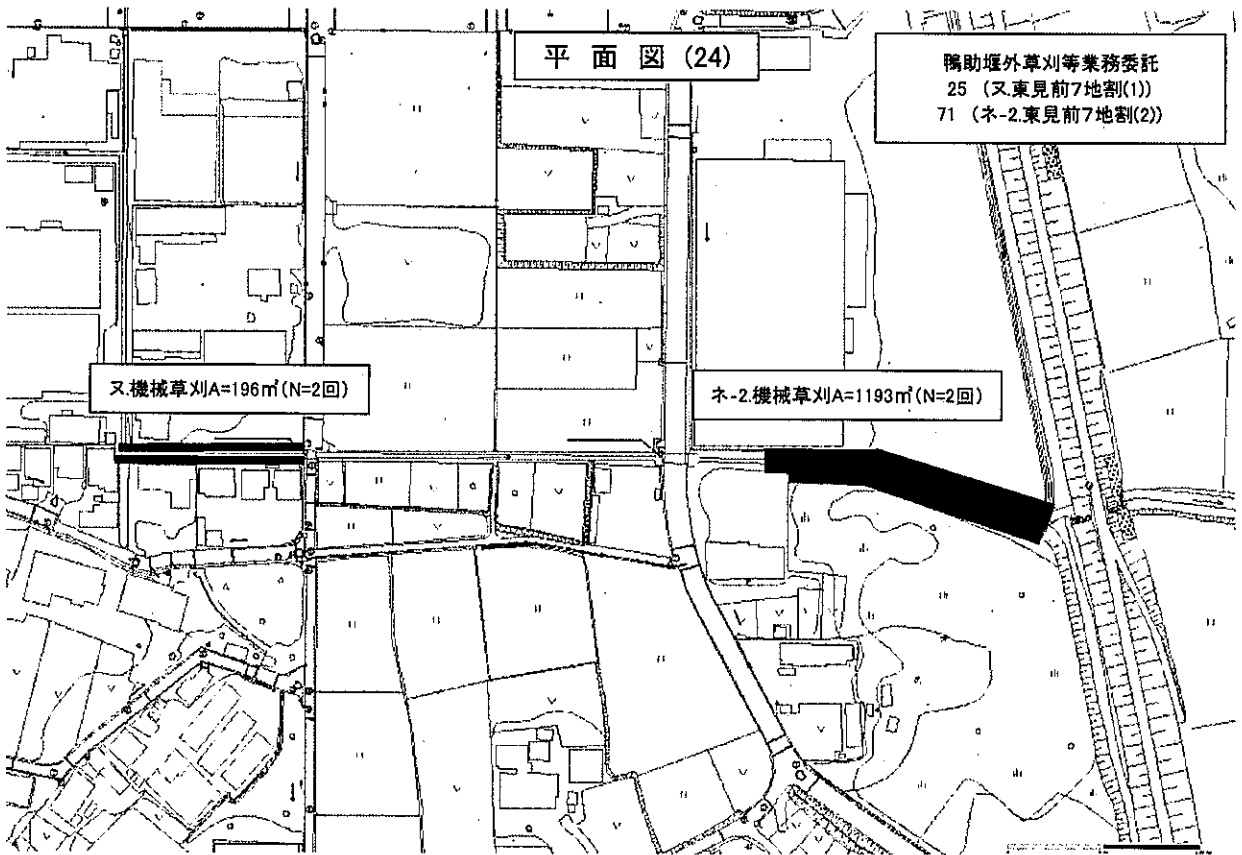 平面図(24)
鴨助堰外草刈等業務委託
25 (ヌ.東見前7地割(1))
71 (ネ-2.東見前7地割(2))
ヌ.機械草刈A=196㎡(N=2回)
ネ-2.機械草刈A=1193㎡(N=2回)